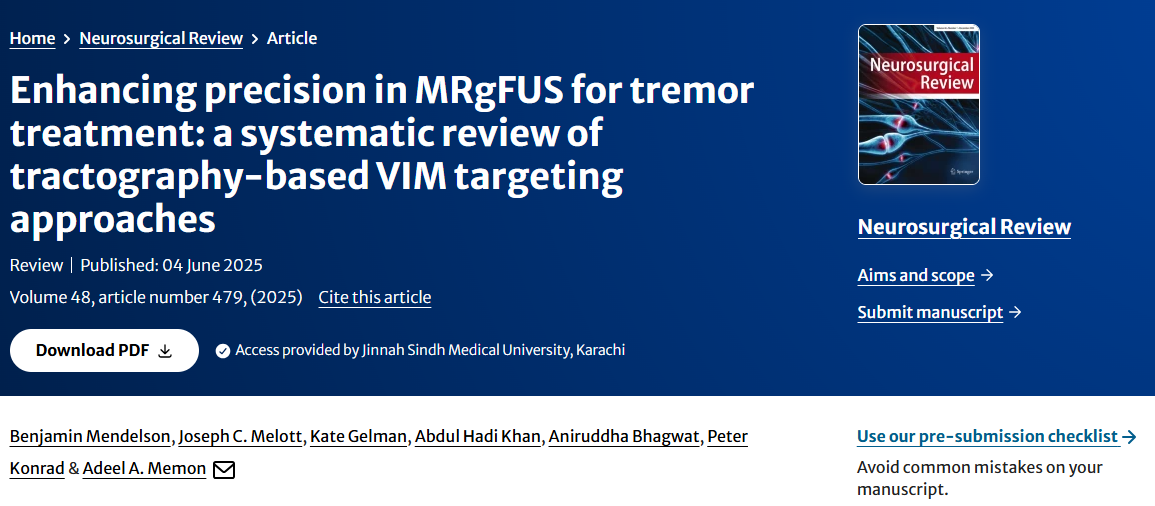 Home > Neurosurgical Review > Article
Enhancing precision in MRgFUS for tremor
treatment: a systematic review of
tractography-based VIM targeting
approaches
Review | Published: 04 June 2025
Volume 48, article number 479, (2025) Cite this article
Download PDF
Access provided by Jinnah Sindh Medical University, Karachi
Neurosurgical
Review
Springer
Neurosurgical Review
Aims and scope →
Submit manuscript →
Benjamin Mendelson, Joseph C. Melott, Kate Gelman, Abdul Hadi Khan, Aniruddha Bhagwat, Peter
Konrad & Adeel A. Memon
Use our pre-submission checklist →
Avoid common mistakes on your
manuscript.